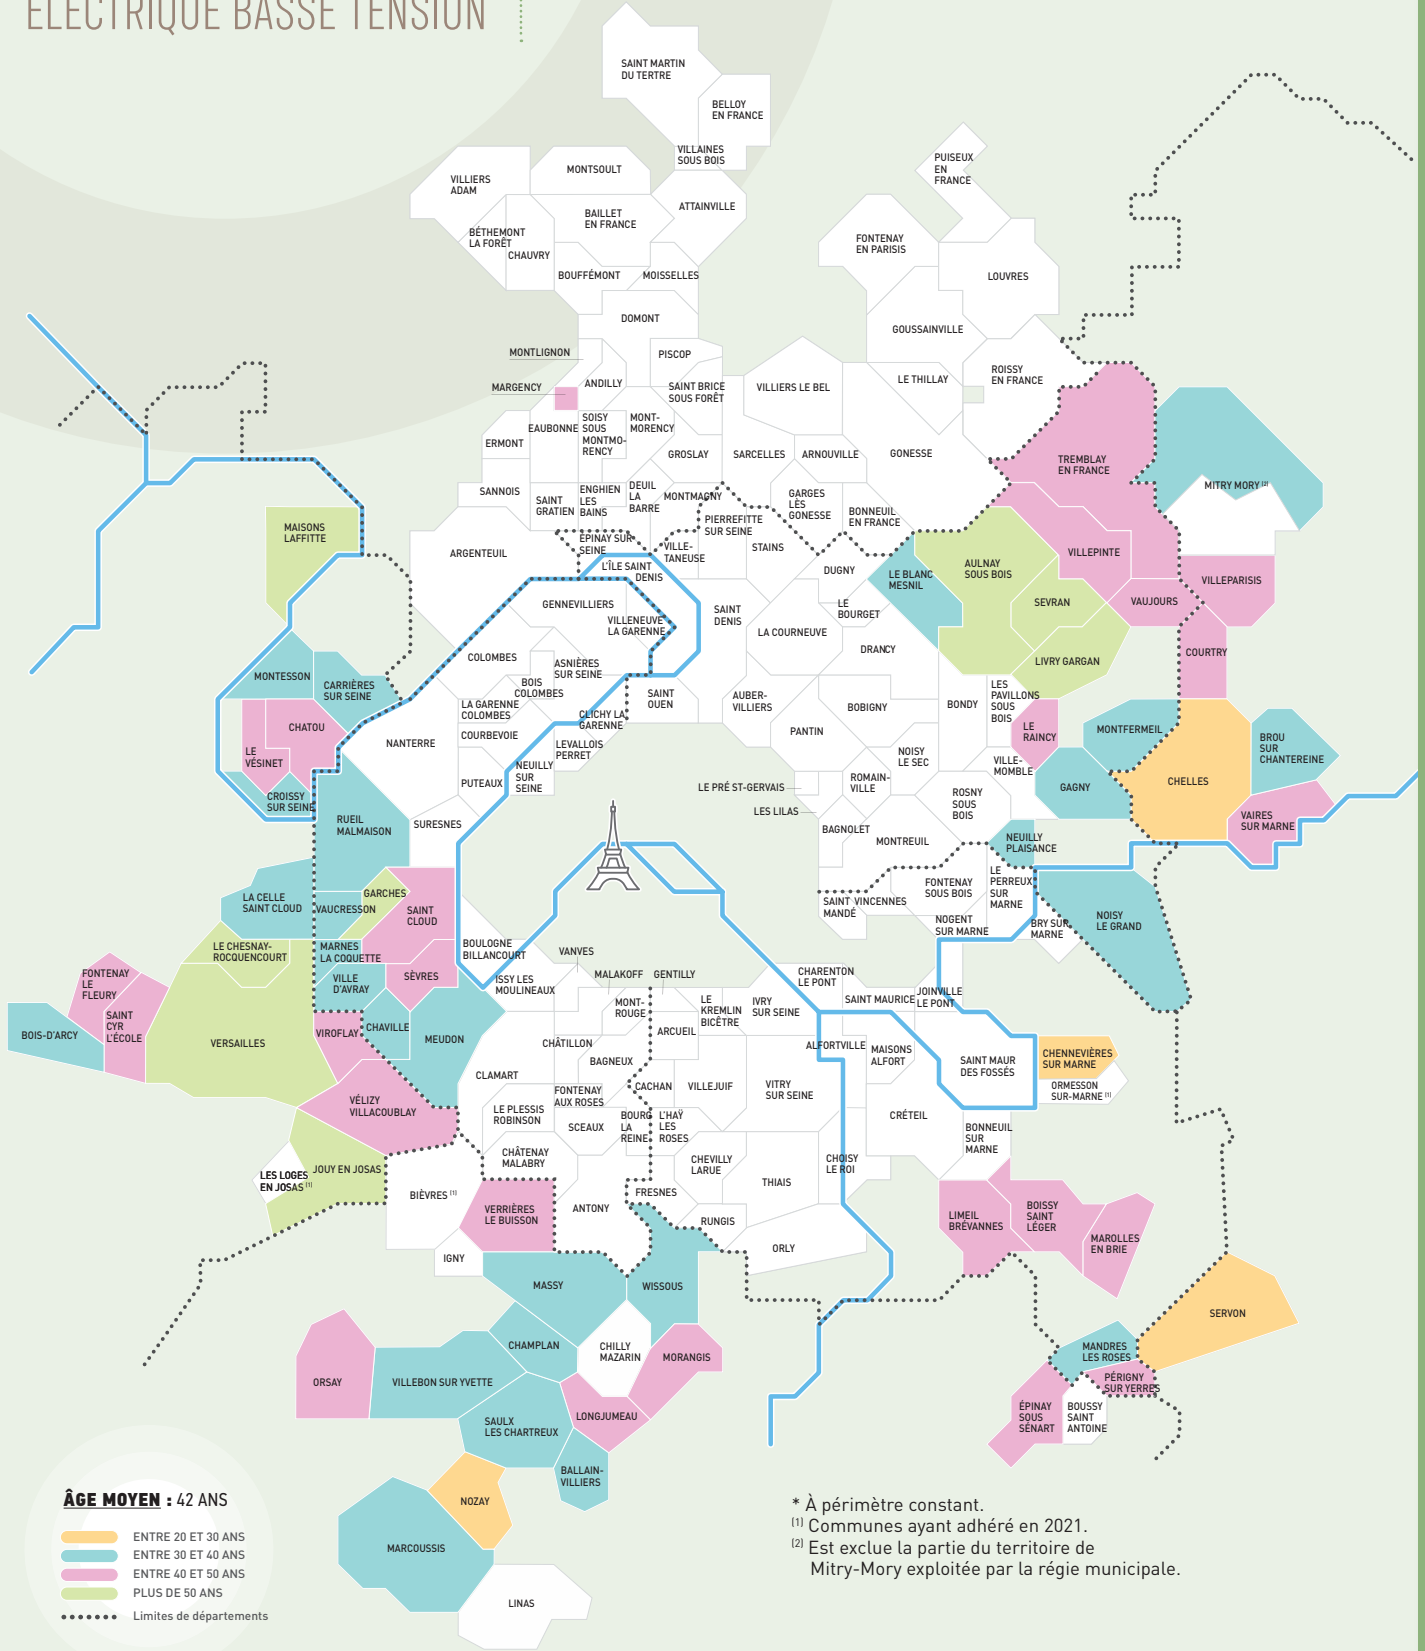 ÉLECTRIQUE BASSE TENSION
SAINT MARTIN
DU TERTRE
BELLOY
EN FRANCE
VILLAINES
SOUS BOIS
MONTSOULT
VILLIERS
ADAM
ATTAINVILLE
BAILLET
EN FRANCE
BÉTHEMONT
LA FORÊT
CHAUVRY
BOUFFÉMONT
MOISSELLES
PUISEUX
EN
FRANCE
FONTENAY
EN PARISIS
LOUVRES
DOMONT
GOUSSAINVILLE
MONTLIGNON
PISCOP
MARGENCY
ANDILLY
SAINT BRICE
SOUS FORÊT
VILLIERS LE BEL
LE THILLAY
ROISSY
EN FRANCE
EAUBONNE
SOISY
SOUS
MONTMO-
RENCY
MONT-
MORENCY
ERMONT
GROSLAY
SARCELLES
ARNOUVILLE
GONESSE
TREMBLAY
EN FRANCE
MITRY MORY (2)
SANNOIS
SAINT
GRATIEN
ENGHIEN
LES
BAINS
DEUIL
LA
BARRE
MONTMAGNY
GARGES
LÈS
GONESSE
BONNEUIL
EN FRANCE
PIERREFITTE
SUR SEINE
MAISONS
LAFFITTE
ARGENTEUIL
ÉPINAY SUR
SEINE
VILLE-
TANEUSE
STAINS
L'ÎLE SAINT
DENIS
DUGNY
LE BLANC
MESNIL
AULNAY
SOUS BOIS
VILLEPINTE
VILLEPARISIS
GENNEVILLIERS
VILLENEUVE
LA GARENNE
SAINT
DENIS
LE
BOURGET
LA COURNEUVE
SEVRAN
VAUJOURS
DRANCY
LIVRY GARGAN
COURTRY
COLOMBES
ASNIÈRES
SUR SEINE
BOIS
COLOMBES
MONTESSON
CARRIÈRES
SUR SEINE
LA GARENNE
COLOMBES
CLICHY LA
GARENNE
SAINT
OUEN
AUBER-
VILLIERS
BOBIGNY
BONDY
LES
PAVILLONS
SOUS
BOIS
LE
RAINCY
MONTFERMEIL
BROU
SUR
CHANTEREINE
CHATOU
LE
VÉSINET
NANTERRE
COURBEVOIE
LEVALLOIS
PERRET
PANTIN
NOISY
LE SEC
VILLE-
MOMBLE
CHELLES
CROISSY
SUR SEINE
PUTEAUX
NEUILLY
SUR
SEINE
LE PRÉ ST-GERVAIS
ROMAIN-
VILLE
ROSNY
SOUS
BOIS
GAGNY
LES LILAS
BAGNOLET
MONTREUIL
NEUILLY
PLAISANCE
VAIRES
SUR MARNE
RUEIL
MALMAISON
SURESNES
LA CELLE
SAINT CLOUD
VAUCRESSON
GARCHES
SAINT
CLOUD
SAINT
MANDÉ
VINCENNES
FONTENAY
SOUS BOIS
LE
PERREUX
SUR
MARNE
NOGENT
SUR MARNE
BRY SUR
MARNE
NOISY
LE GRAND
LE CHESNAY-
ROCQUENCOURT
MARNES
LA COQUETTE
BOULOGNE
BILLANCOURT
VANVES
FONTENAY
LE
FLEURY
VILLE
D'AVRAY
SÈVRES
ISSY LES
MOULINEAUX
MALAKOFF
GENTILLY
CHARENTON
LE PONT
SAINT MAURICE
JOINVILLE
LE PONT
BOIS-D'ARCY
SAINT
CYR
L'ÉCOLE
VERSAILLES
VIROFLAY
CHAVILLE
MEUDON
MONT-
ROUGE
LE
KREMLIN
BICÊTRE
IVRY
SUR SEINE
ARCUEIL
CHÂTILLON
ALFORTVILLE
MAISONS
ALFORT
SAINT MAUR
DES FOSSÉS
CHENNEVIÈRES
SUR MARNE
ORMESSON
SUR-MARNE (1)
BAGNEUX
CLAMART
FONTENAY
AUX ROSES
CACHAN
VILLEJUIF
VITRY
SUR SEINE
VÉLIZY
VILLACOUBLAY
LE PLESSIS
ROBINSON
SCEAUX
BOURG
LA
REINE
L'HAŸ
LES
ROSES
CRÉTEIL
BONNEUIL
SUR
MARNE
LES LOGES
EN JOSAS (1)
JOUY EN JOSAS
CHÂTENAY
MALABRY
CHEVILLY
LARUE
CHOISY
LE ROI
THIAIS
BIÈVRES (1)
VERRIÈRES
LE BUISSON
ANTONY
FRESNES
RUNGIS
LIMEIL
BRÉVANNES
BOISSY
SAINT
LÉGER
MAROLLES
EN BRIE
IGNY
ORLY
MASSY
WISSOUS
SERVON
CHAMPLAN
CHILLY
MAZARIN
MORANGIS
MANDRES
LES ROSES
ORSAY
VILLEBON SUR YVETTE
PÉRIGNY
SUR YERRES
SAULX
LES CHARTREUX
LONGJUMEAU
ÉPINAY
SOUS
SÉNART
BOUSSY
SAINT
ANTOINE
BALLAIN-
VILLIERS
NOZAY
MARCOUSSIS
LINAS
ÂGE MOYEN : 42 ANS
ENTRE 20 ET 30 ANS
ENTRE 30 ET 40 ANS
ENTRE 40 ET 50 ANS
PLUS DE 50 ANS
Limites de départements
* À périmètre constant.
(1) Communes ayant adhéré en 2021.
(2) Est exclue la partie du territoire de
Mitry-Mory exploitée par la régie municipale.